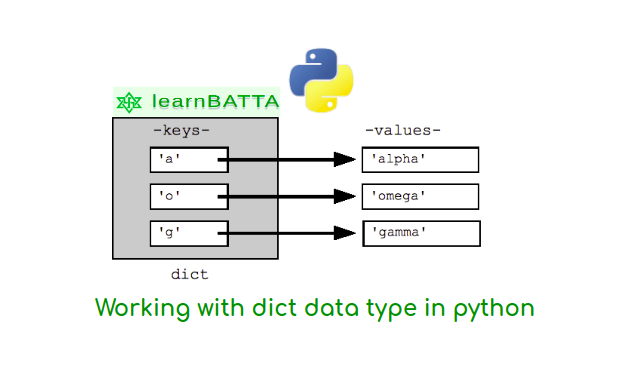 learnBATTA
-keys- -values-
'a' 'alpha'
'o' 'omega'
'g' 'gamma'
dict
Working with dict data type in python